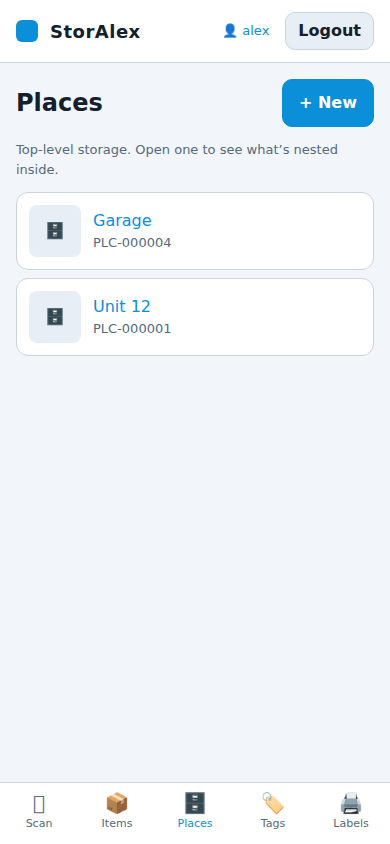 StorAlex
alex
Logout
Places
+ New
Top-level storage. Open one to see what’s nested
inside.
Garage
PLC-000004
Unit 12
PLC-000001
Scan
Items
Places
Tags
Labels